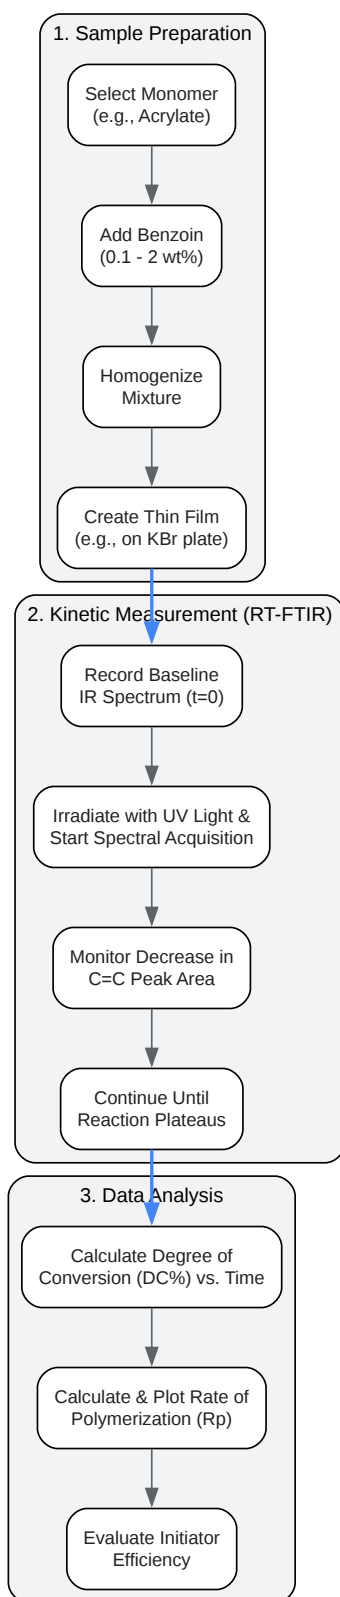 1. Sample Preparation
Select Monomer
(e.g., Acrylate)
Add Benzoin
(0.1 - 2 wt%)
Homogenize
Mixture
Create Thin Film
(e.g., on KBr plate)
2. Kinetic Measurement (RT-FTIR)
Record Baseline
IR Spectrum (t=0)
Irradiate with UV Light &
Start Spectral Acquisition
Monitor Decrease in
C=C Peak Area
Continue Until
Reaction Plateaus
3. Data Analysis
Calculate Degree of
Conversion (DC%) vs. Time
Calculate & Plot Rate of
Polymerization (Rp)
Evaluate Initiator
Efficiency